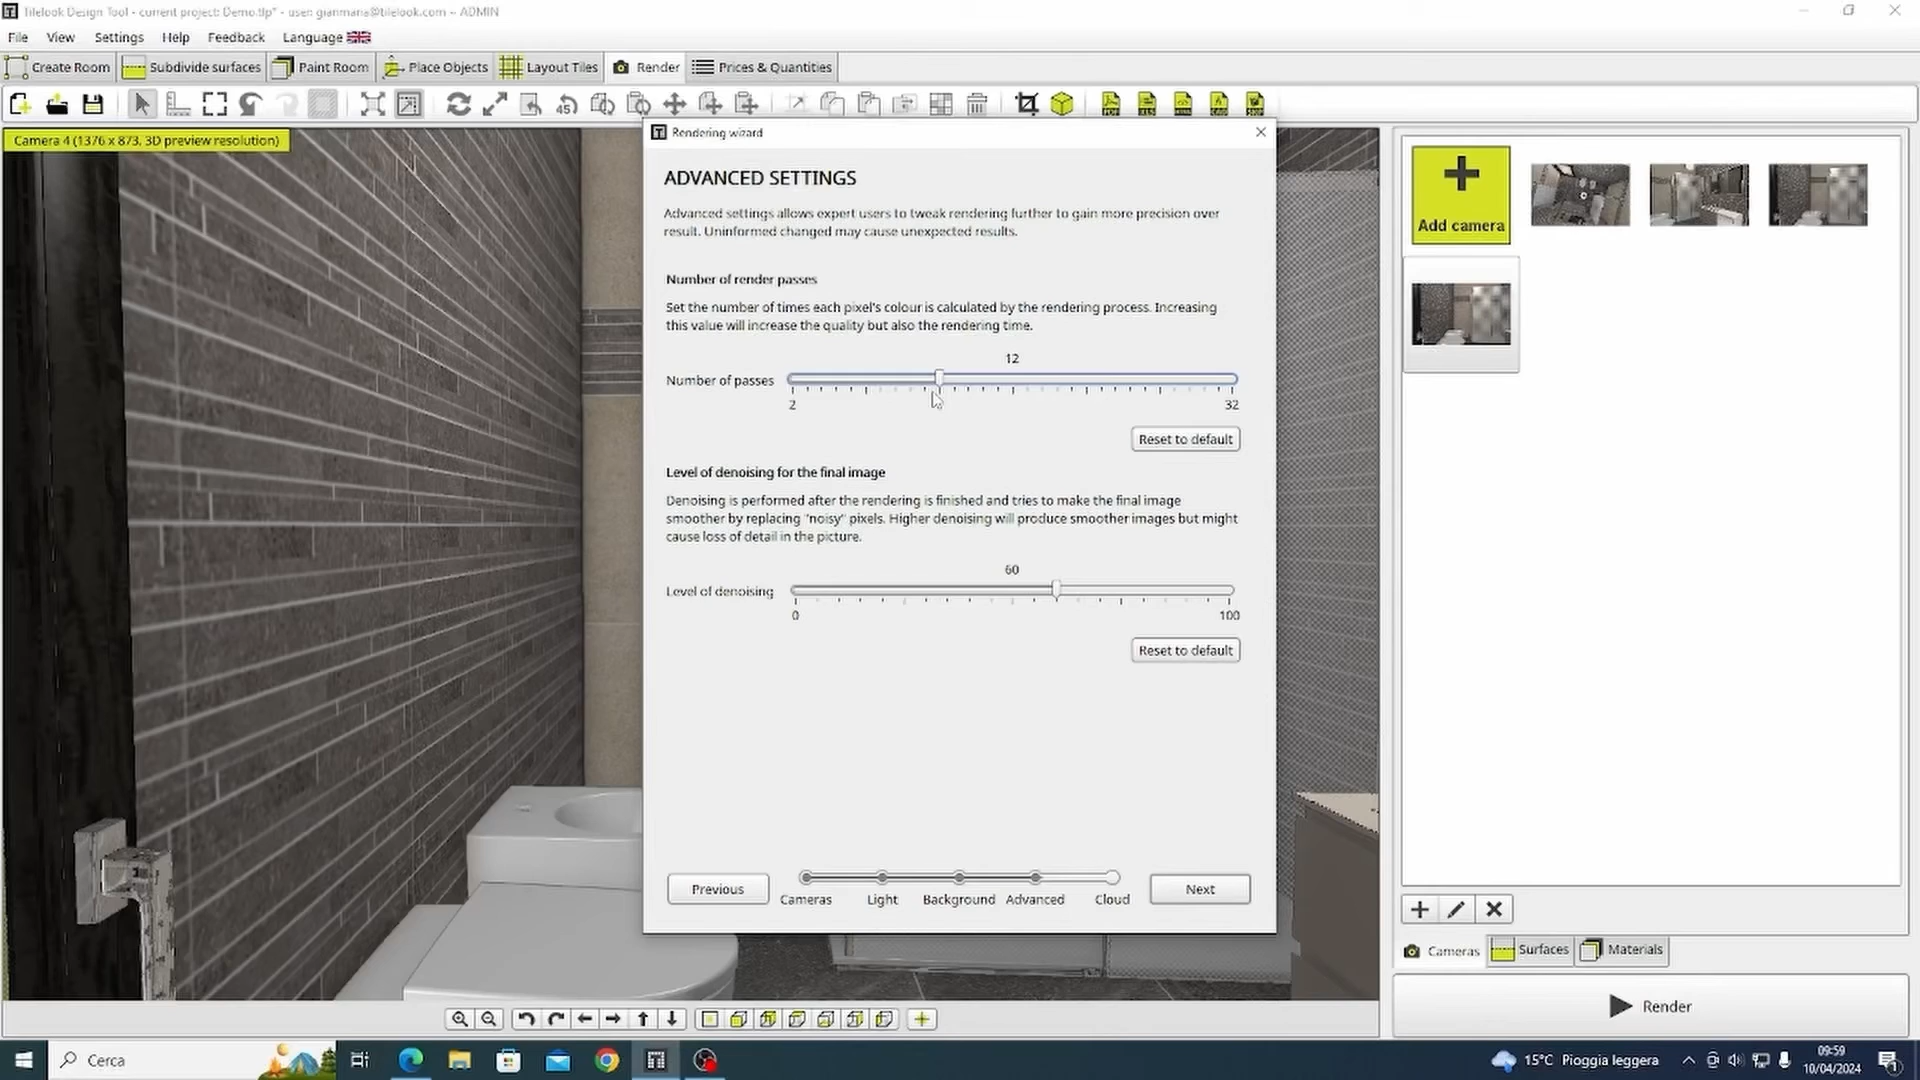 Tilelook Design Tool - current project: Demo.tlp* - user: gianmaria@tilelook.com ~ ADMIN
File View Settings Help Feedback Language
Create Room Subdivide surfaces Paint Room Place Objects Layout Tiles Render Prices & Quantities
45
Camera 4 (1376 x 873, 3D preview resolution)
Rendering wizard
ADVANCED SETTINGS
Advanced settings allows expert users to tweak rendering further to gain more precision over
result. Uninformed changed may cause unexpected results.
Number of render passes
Set the number of times each pixel's colour is calculated by the rendering process. Increasing
this value will increase the quality but also the rendering time.
12
Number of passes
2 32
Reset to default
Level of denoising for the final image
Denoising is performed after the rendering is finished and tries to make the final image
smoother by replacing "noisy" pixels. Higher denoising will produce smoother images but might
cause loss of detail in the picture.
60
Level of denoising
0 100
Reset to default
Previous
Cameras Light Background Advanced Cloud
Next
Add camera
Cameras Surfaces Materials
Render
Cerca
15°C Pioggia leggera
09:59
10/04/2024